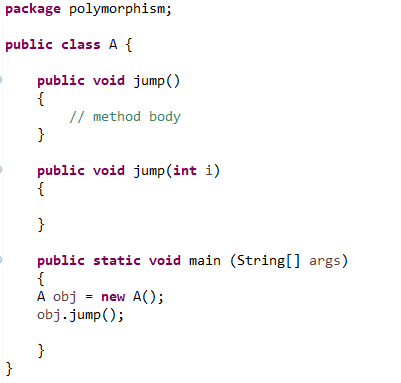 package polymorphism;
public class A {
public void jump()
{
// method body
}
public void jump(int i)
{
}
public static void main (String[] args)
{
A obj = new A();
obj.jump();
}
}